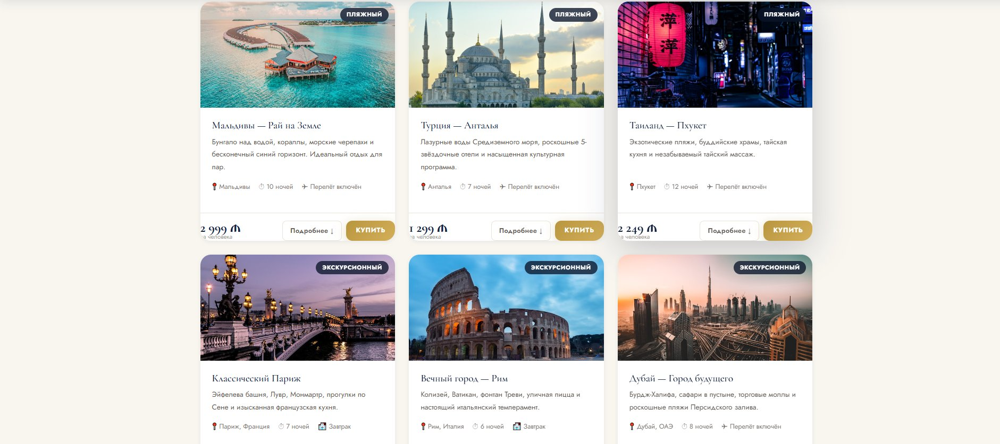 ПЛЯЖНЫЙ
ПЛЯЖНЫЙ
ПЛЯЖНЫЙ
萍
萍
BOSS
Мальдивы — Рай на Земле
Бунгало над водой, кораллы, морские черепахи и
бесконечный синий горизонт. Идеальный отдых для
пар.
Мальдивы 10 ночей Перелёт включён
2 999 ₼
за человека
Подробнее ↓
КУПИТЬ
Турция — Анталья
Лазурные воды Средиземного моря, роскошные 5-
звёздочные отели и насыщенная культурная
программа.
Анталья 7 ночей Перелёт включён
1 299 ₼
за человека
Подробнее ↓
КУПИТЬ
Таиланд — Пхукет
Экзотические пляжи, буддийские храмы, тайская
кухня и незабываемый тайский массаж.
Пхукет 12 ночей Перелёт включён
2 249 ₼
за человека
Подробнее ↓
КУПИТЬ
ЭКСКУРСИОННЫЙ
ЭКСКУРСИОННЫЙ
ЭКСКУРСИОННЫЙ
Классический Париж
Эйфелева башня, Лувр, Монмартр, прогулки по
Сене и изысканная французская кухня.
Париж, Франция 7 ночей Завтрак
Вечный город — Рим
Колизей, Ватикан, фонтан Треви, уличная пицца и
настоящий итальянский темперамент.
Рим, Италия 6 ночей Завтрак
Дубай — Город будущего
Бурдж-Халифа, сафари в пустыне, торговые моллы и
роскошные пляжи Персидского залива.
Дубай, ОАЭ 8 ночей Перелёт включён